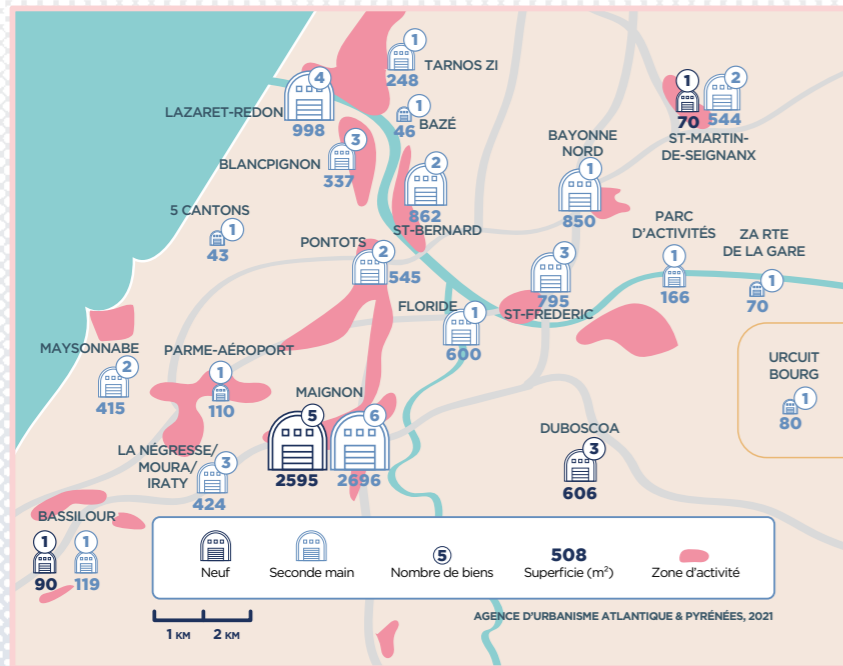 1
TARNOS ZI
248
4
LAZARET-REDON
998
1
BAZÉ
46
1
70
2
544
ST-MARTIN-
DE-SEIGNANX
3
BLANCPIGNON
337
2
862
ST-BERNARD
BAYONNE
NORD
1
850
5 CANTONS
1
43
PONTOTS
2
545
3
795
ST-FREDERIC
PARC
D'ACTIVITÉS
1
166
ZA RTE
DE LA GARE
1
70
FLORIDE
1
600
MAYSONNABE
2
415
PARME-AÉROPORT
1
110
URCUIT
BOURG
1
80
MAIGNON
5
2595
6
2696
DUBOSCOA
3
606
LA NÉGRESSE/
MOURA/
IRATY
3
424
BASSILOUR
1
90
1
119
Neuf
Seconde main
5
Nombre de biens
508
Superficie (m²)
Zone d'activité
1 KM
2 KM
AGENCE D'URBANISME ATLANTIQUE & PYRÉNÉES, 2021